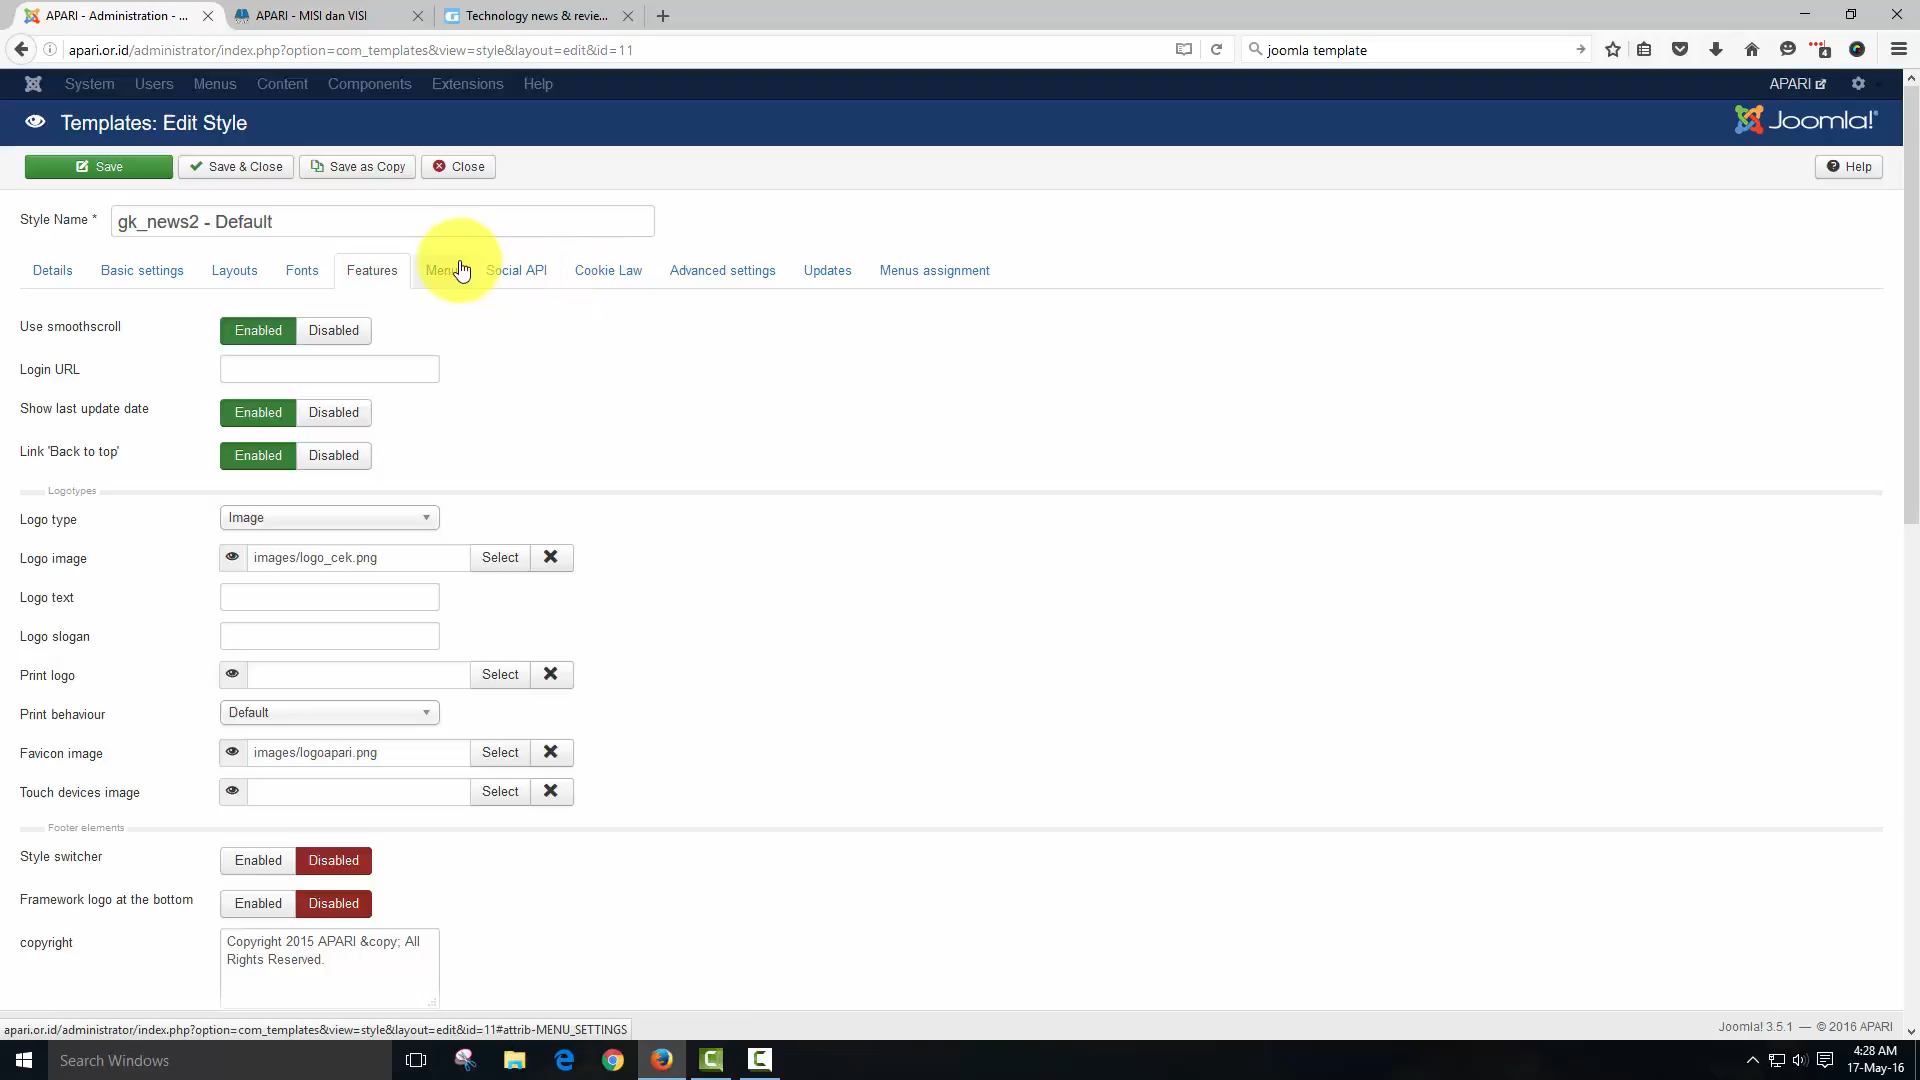 APARI - Administration - ...
APARI - MISI dan VISI
Technology news & revie...
apari.or.id/administrator/index.php?option=com_templates&view=style&layout=edit&id=11
joomla template
4
System Users Menus Content Components Extensions Help
APARI
Templates: Edit Style
Joomla!®
Save
Save & Close
Save as Copy
Close
Help
Style Name *
gk_news2 - Default
Details Basic settings Layouts Fonts Features Menu Social API Cookie Law Advanced settings Updates Menus assignment
Use smoothscroll Enabled Disabled
Login URL
Show last update date Enabled Disabled
Link 'Back to top' Enabled Disabled
Logotypes
Logo type Image
Logo image images/logo_cek.png Select
Logo text
Logo slogan
Print logo Select
Print behaviour Default
Favicon image images/logoapari.png Select
Touch devices image Select
Footer elements
Style switcher Enabled Disabled
Framework logo at the bottom Enabled Disabled
copyright
Copyright 2015 APARI &copy; All
Rights Reserved.
apari.or.id/administrator/index.php?option=com_templates&view=style&layout=edit&id=11#attrib-MENU_SETTINGS
Joomla! 3.5.1 — © 2016 APARI
Search Windows
4:28 AM
17-May-16